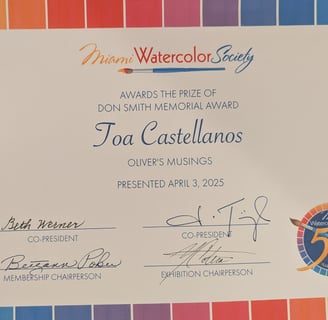 Miami Watercolor Society
AWARDS THE PRIZE OF
DON SMITH MEMORIAL AWARD
Toa Castellanos
OLIVER'S MUSINGS
PRESENTED APRIL 3, 2025
Beth Werner
CO-PRESIDENT
CO-PRESIDENT
MEMBERSHIP CHAIRPERSON
EXHIBITION CHAIRPERSON
5